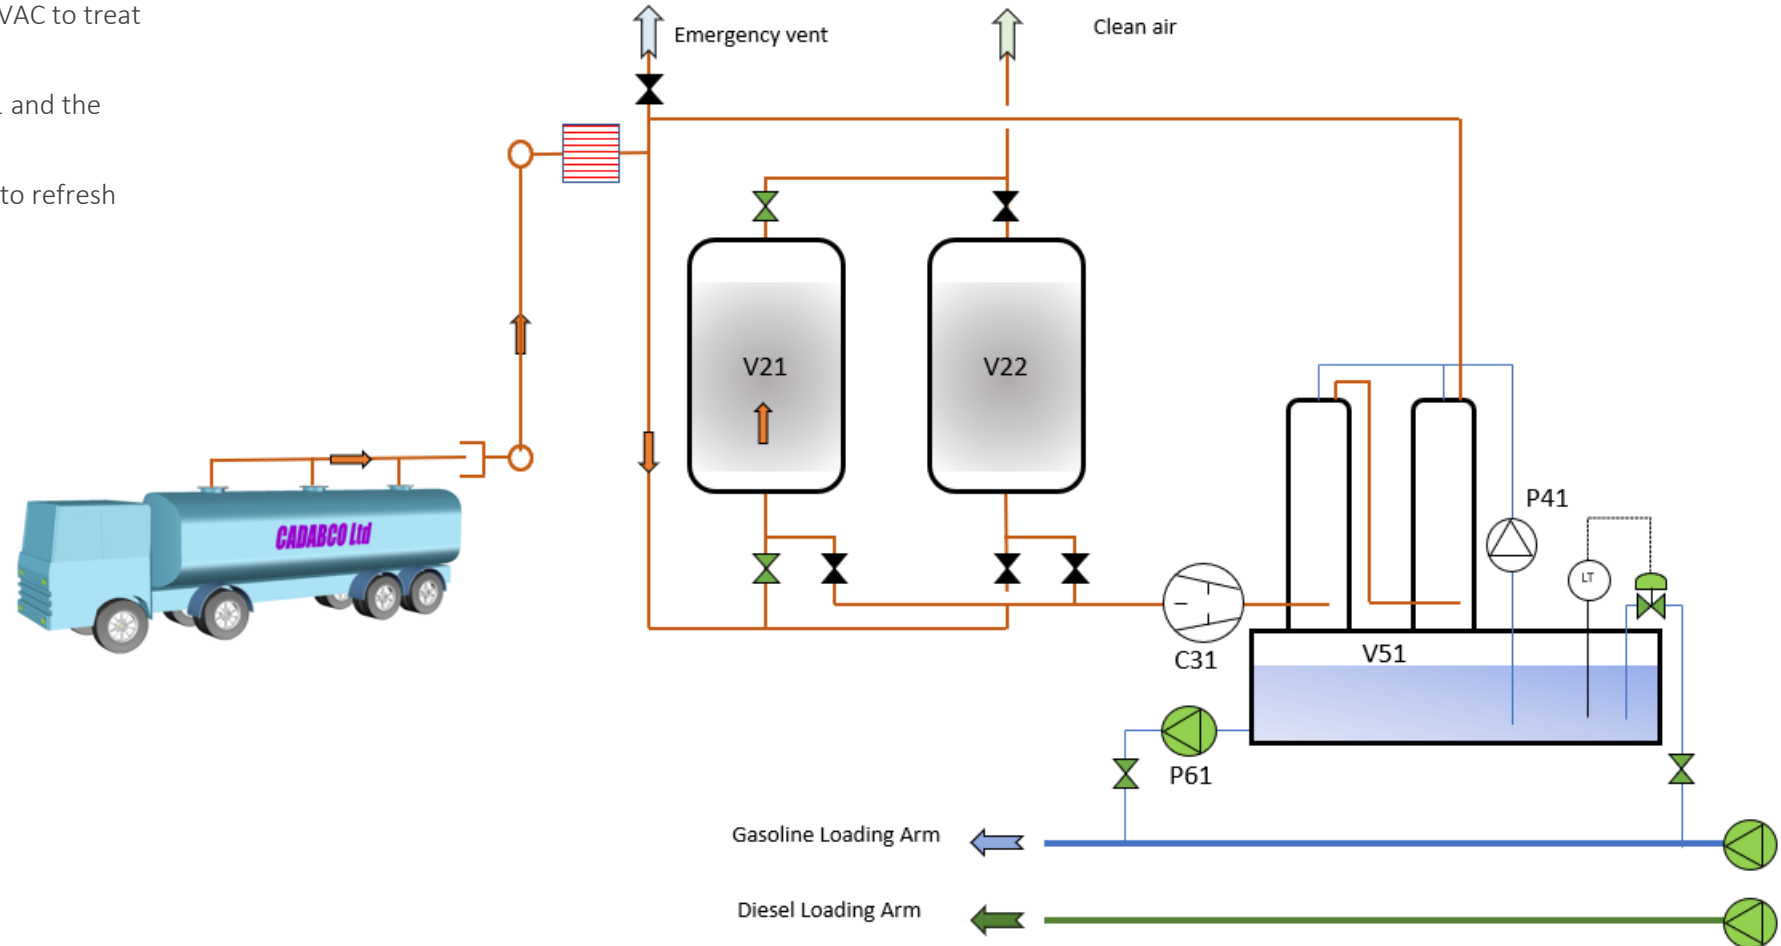 VAC to treat
and the
to refresh
Emergency vent
Clean air
V21
V22
CADABCO Ltd
P41
LT
C31
V51
P61
Gasoline Loading Arm
Diesel Loading Arm